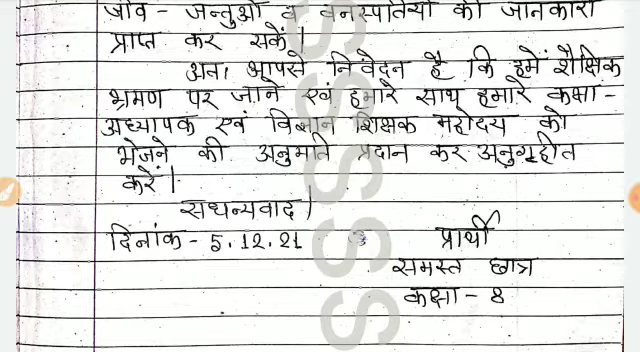 जीव - जन्तुओं व वनस्पतियों की जानकारी
प्राप्त कर सकें।
अतः आपसे निवेदन है कि हमें शैक्षिक
भ्रमण पर जाने एवं हमारे साथ हमारे कक्षा -
अध्यापक एवं विज्ञान शिक्षक महोदय को
भेजने की अनुमति प्रदान कर अनुगृहीत
करें।
सधन्यवाद।
दिनांक - 5.12.21
प्रार्थी
समस्त छात्र
कक्षा - 8